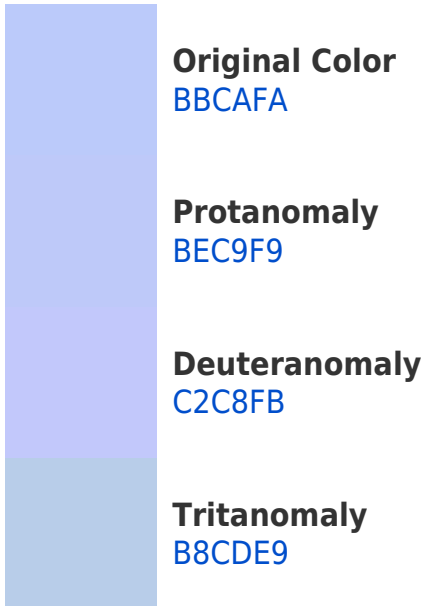 Original Color
BBCAFA
Protanomaly
BEC9F9
Deuteranomaly
C2C8FB
Tritanomaly
B8CDE9